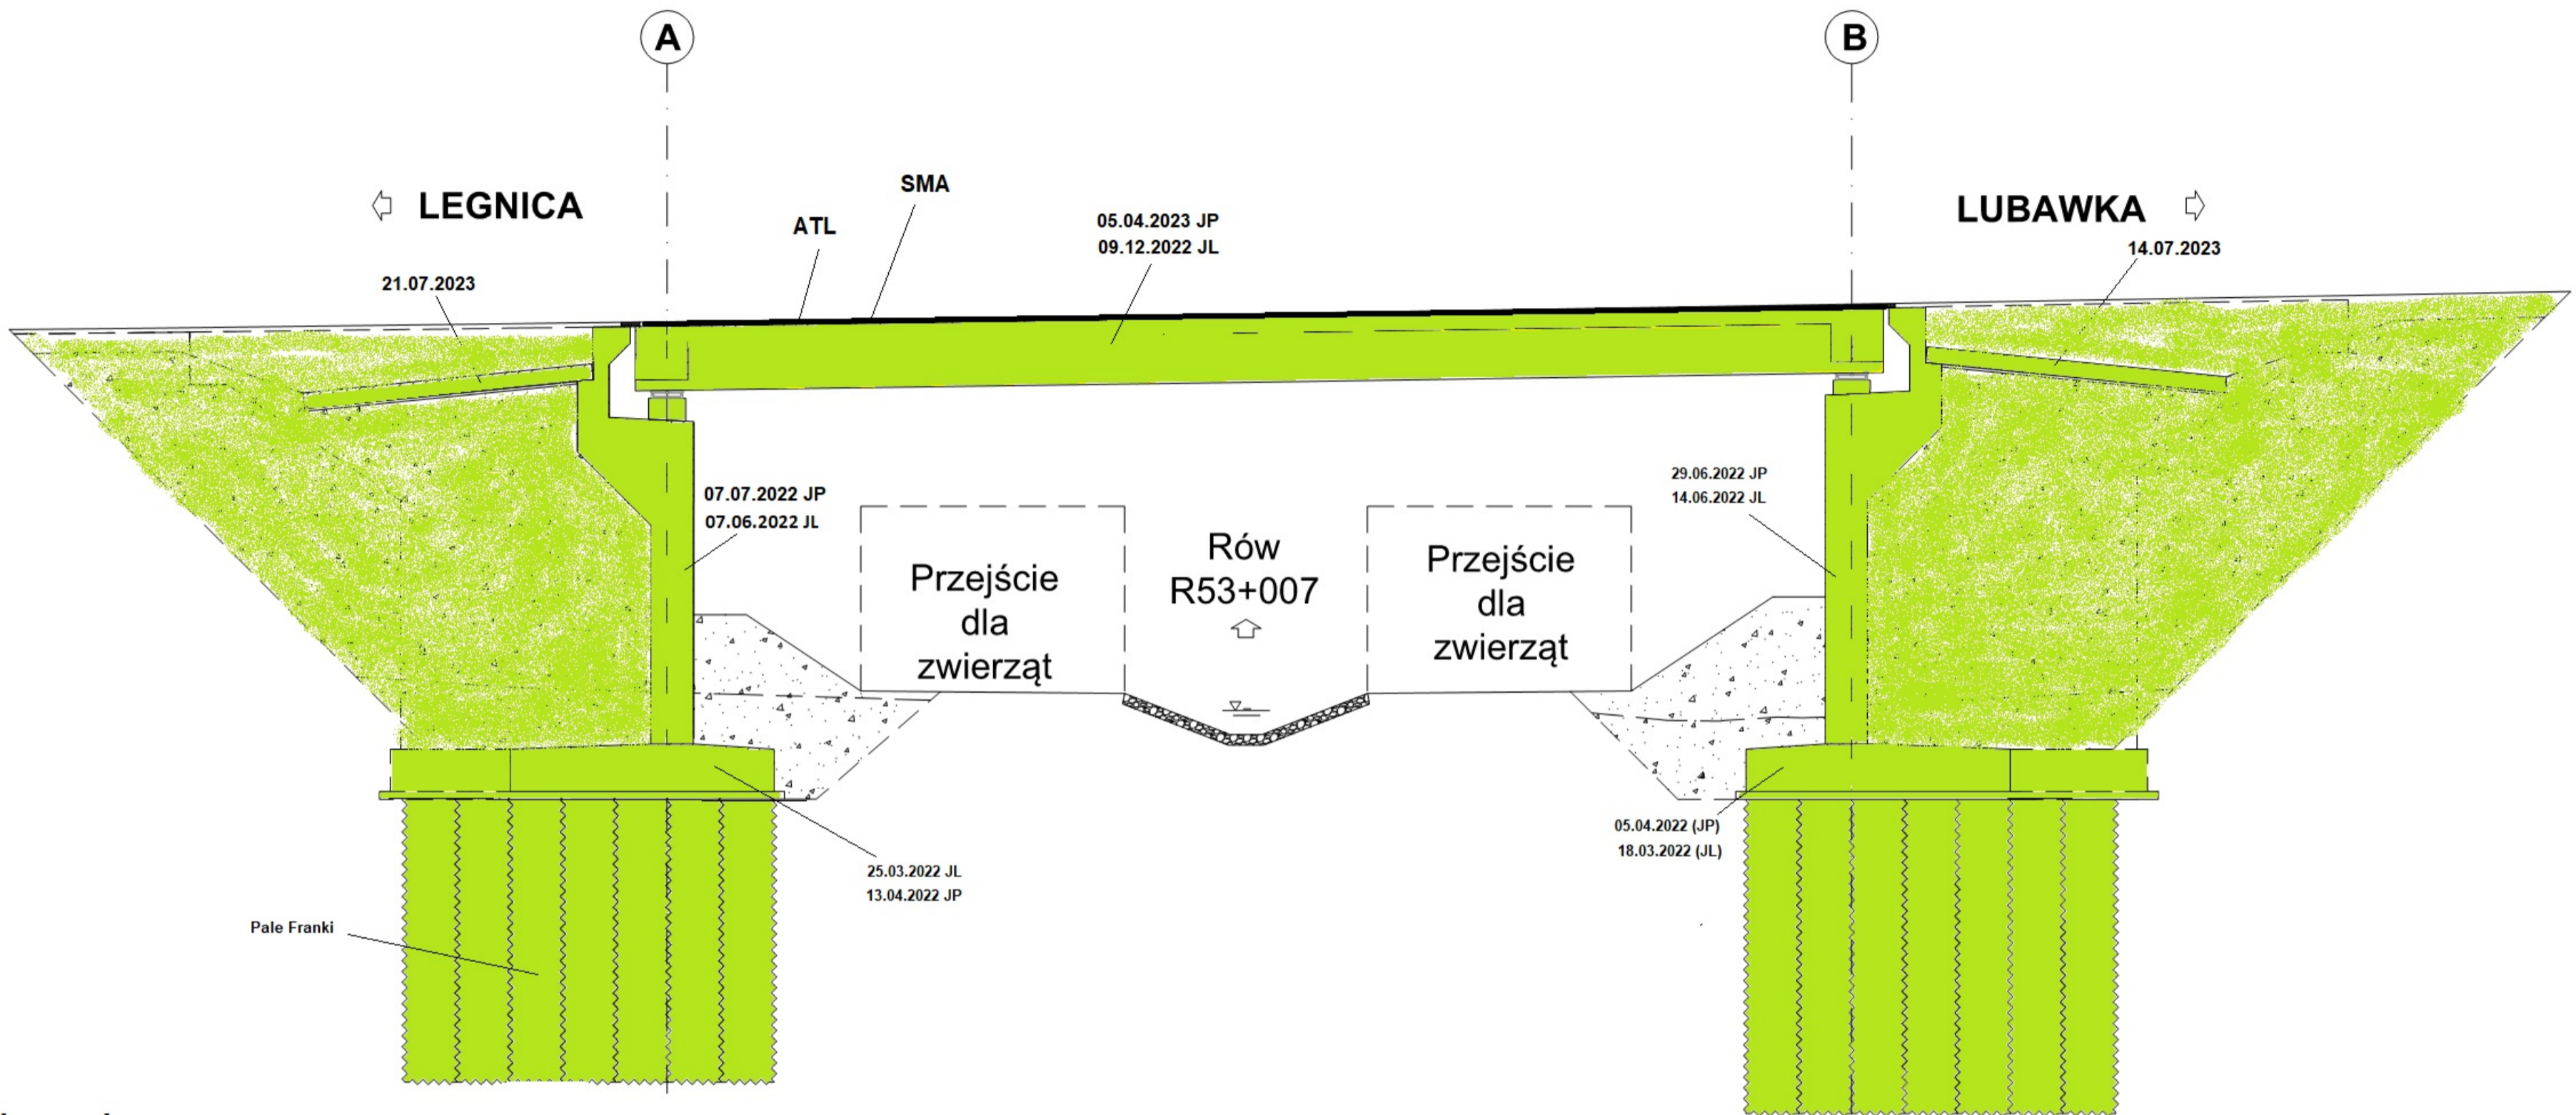 A
B
LEGNICA
LUBAWKA
SMA
ATL
05.04.2023 JP
09.12.2022 JL
21.07.2023
14.07.2023
07.07.2022 JP
07.06.2022 JL
29.06.2022 JP
14.06.2022 JL
Przejście
dla
zwierząt
Rów
R53+007
Przejście
dla
zwierząt
25.03.2022 JL
13.04.2022 JP
05.04.2022 (JP)
18.03.2022 (JL)
Pale Franki